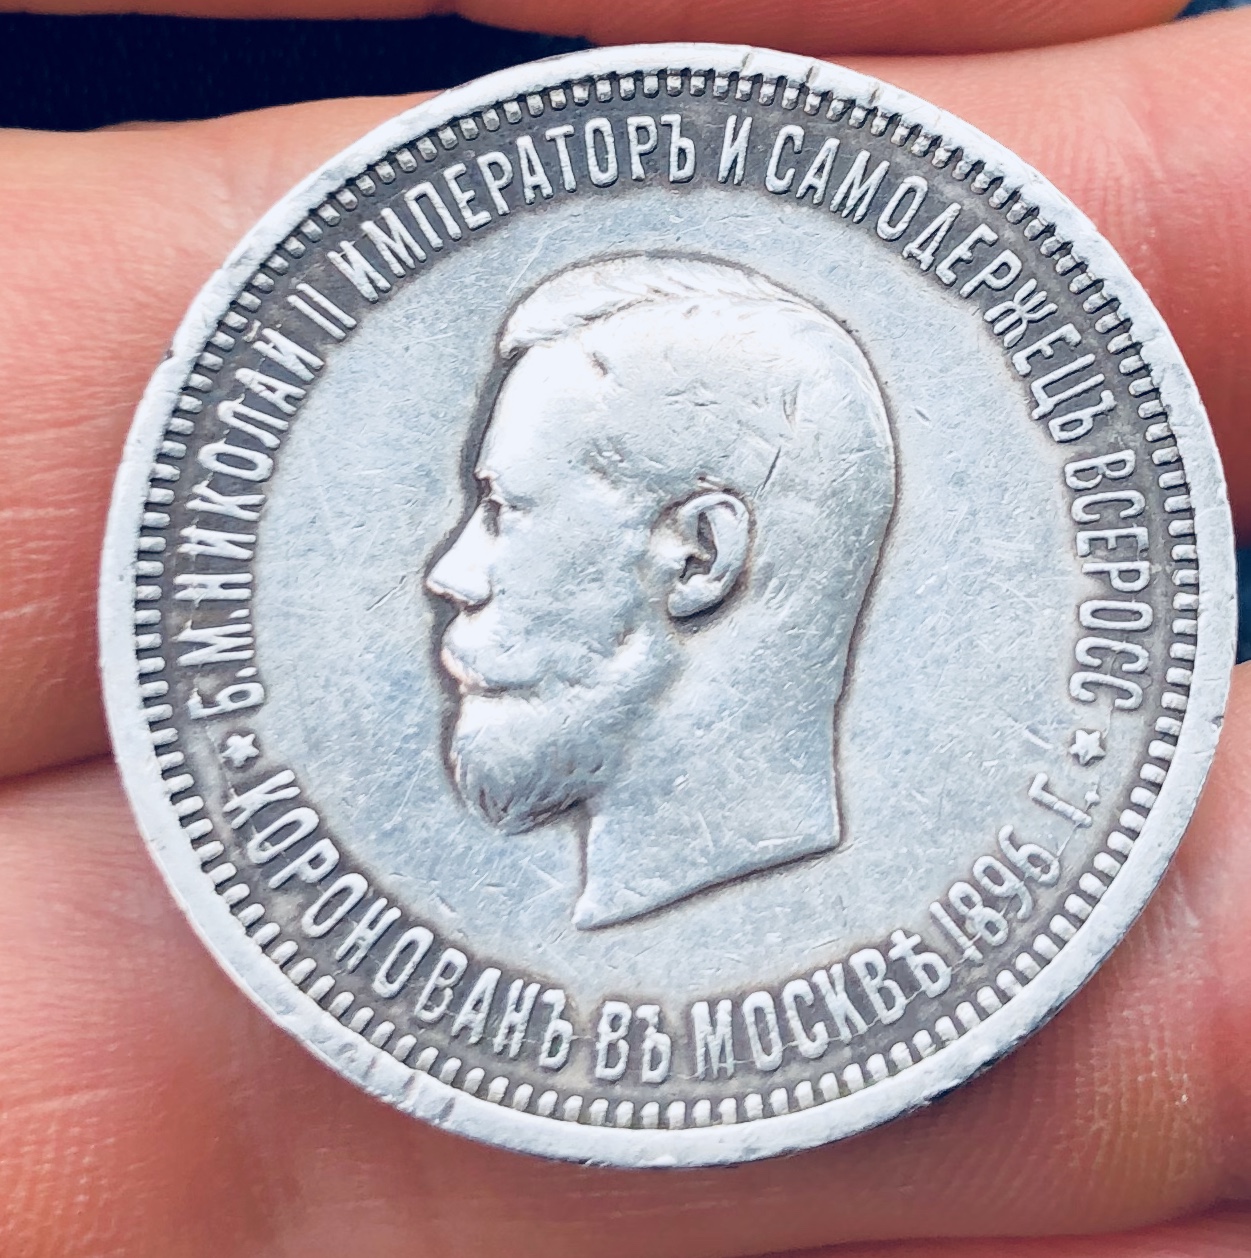 Б.М. НИКОЛАЙ II ИМПЕРАТОРЪ И САМОДЕРЖЕЦЪ ВСЕРОСС
КОРОНОВАНЪ ВЪ МОСКВѢ 1896 Г.